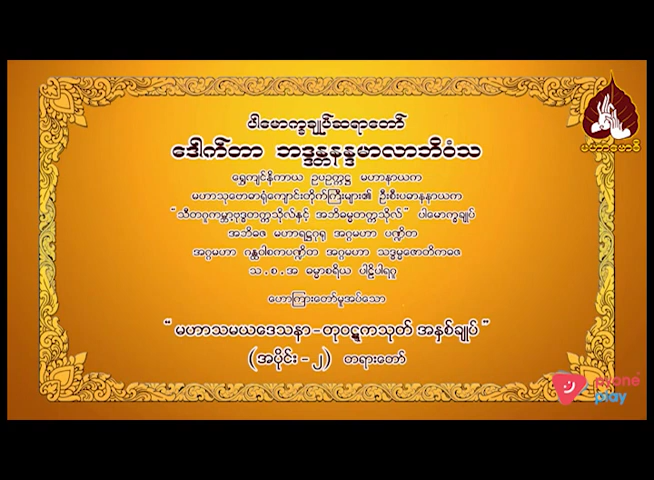 ပါမောက္ခချုပ်ဆရာတော်
ဒေါက်တာ ဘဒ္ဒန္တနန္ဒမာလာဘိဝံသ
ရွှေကျင်နိကာယ ဥပဥက္ကဋ္ဌ မဟာနာယက
မဟာသုဗောဓာရုံကျောင်းတိုက်ကြီးများ၏ ဦးစီးပဓာနနာယက
“ သီတဂူကမ္ဘာ့ဗုဒ္ဓတက္ကသိုလ်နှင့် အဘိဓမ္မတက္ကသိုလ် ” ပါမောက္ခချုပ်
အဘိဓဇ မဟာရဋ္ဌဂုရု အဂ္ဂမဟာ ပဏ္ဍိတ
အဂ္ဂမဟာ ဂန္ထဝါစကပဏ္ဍိတ အဂ္ဂမဟာ သဒ္ဓမ္မဇောတိကဓဇ
သ . စ . အ ဓမ္မာစရိယ ပါဠိပါရဂူ
ဟောကြားတော်မူအပ်သော
“ မဟာသမယဒေသနာ - တုဝဋ္ဋကသုတ် အနှစ်ချုပ် ”
( အပိုင်း - ၂ ) တရားတော်
မဟာဗောဓိ
pyone play